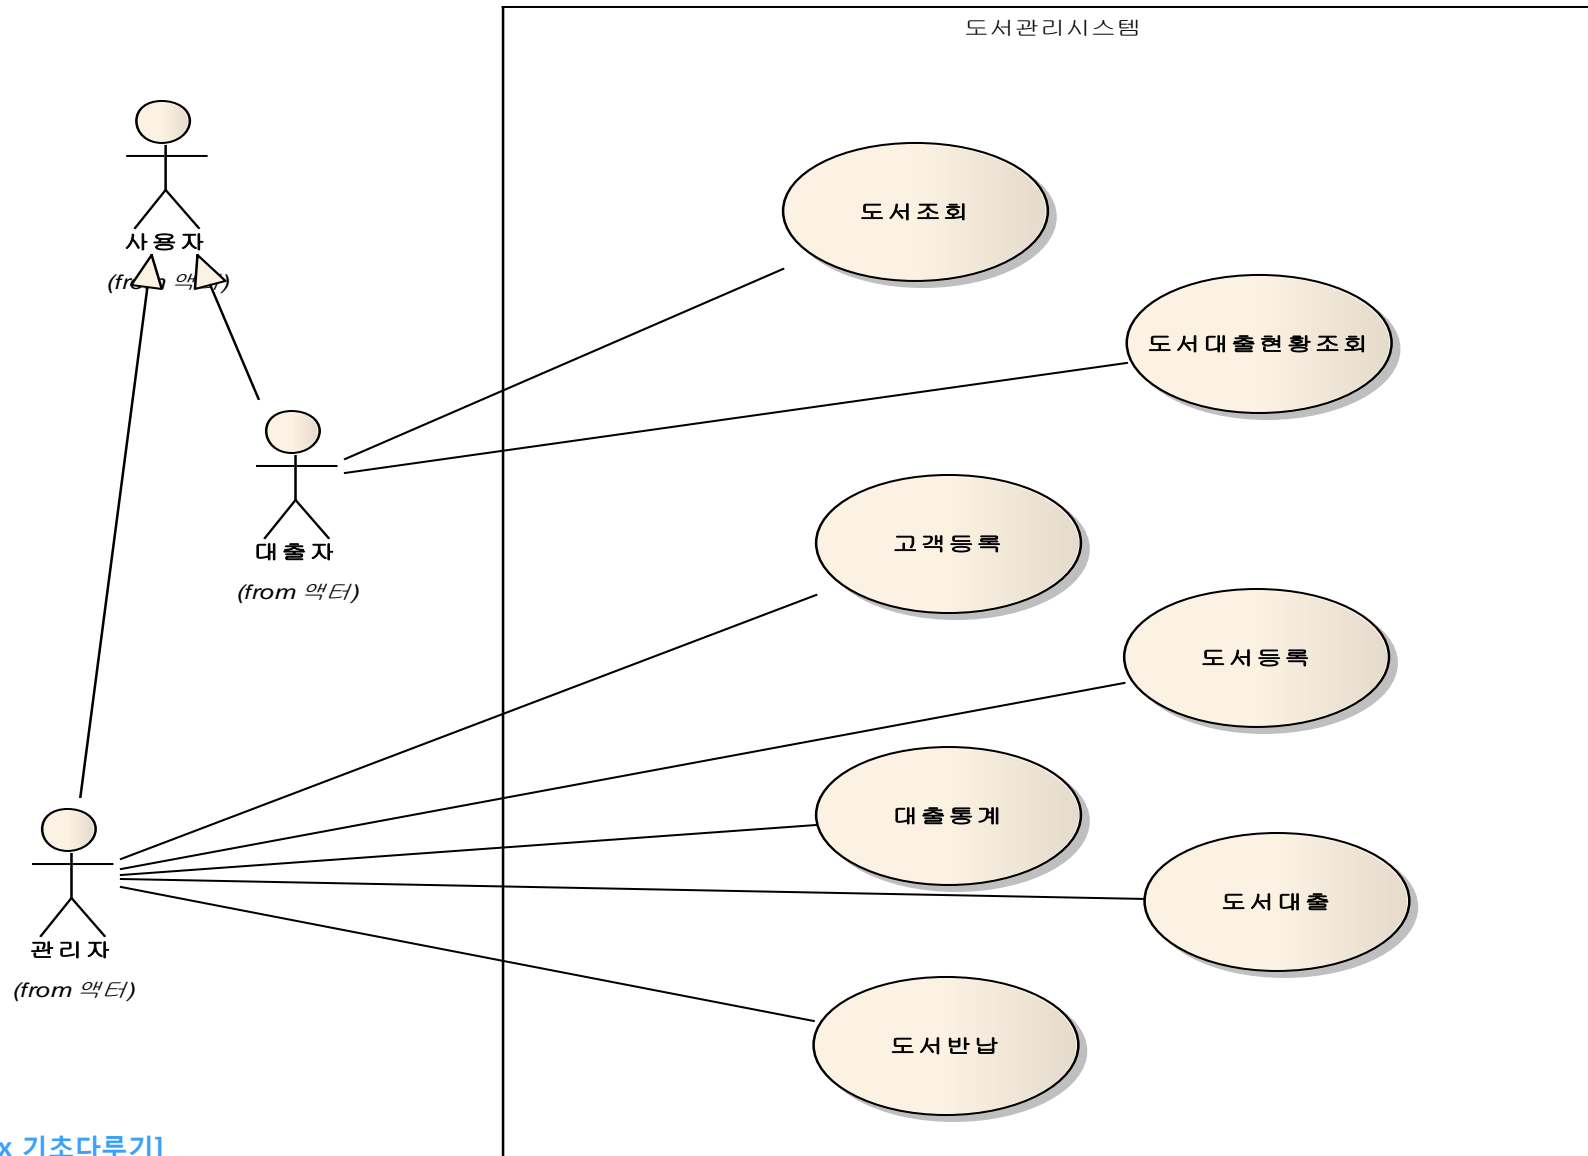 도서관리시스템
사용자
(from 액터)
도서조회
도서대출현황조회
대출자
(from 액터)
고객등록
도서등록
대출통계
도서대출
관리자
(from 액터)
도서반납
x 기초다루기]